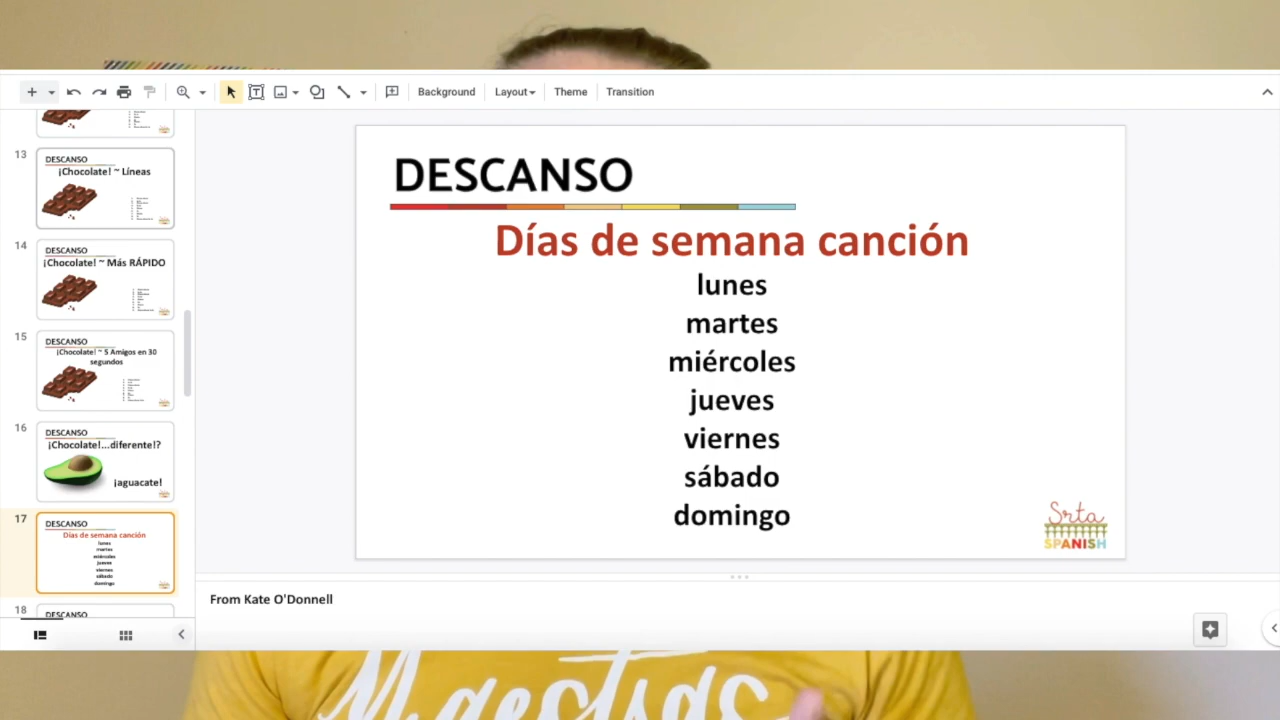 Background Layout Theme Transition
13
DESCANSO
¡Chocolate! ~ Líneas
14
DESCANSO
¡Chocolate! ~ Más RÁPIDO
15
DESCANSO
¡Chocolate! ~ 5 Amigos en 30
segundos
16
DESCANSO
¡Chocolate!...diferente!?
¡aguacate!
17
DESCANSO
Días de semana canción
lunes
martes
miércoles
jueves
viernes
sábado
domingo
18
DESCANSO
DESCANSO
Días de semana canción
lunes
martes
miércoles
jueves
viernes
sábado
domingo
Srta
SPANISH
From Kate O'Donnell